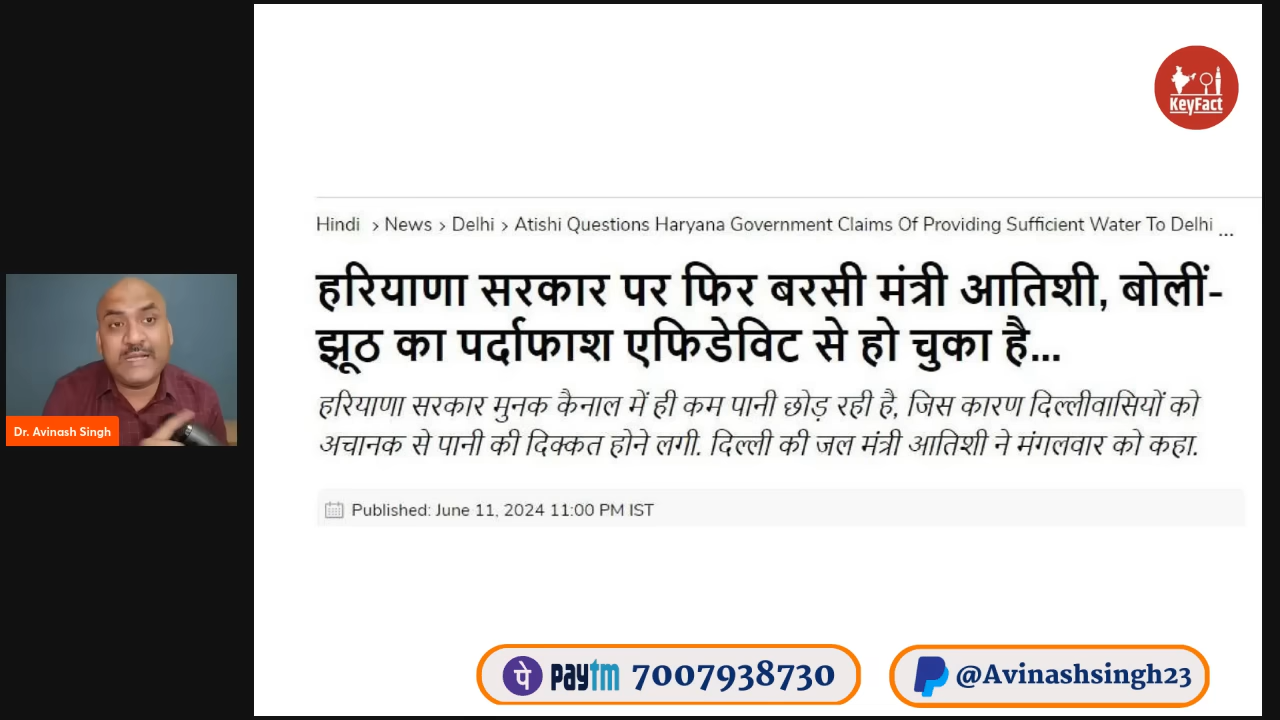 KeyFact
Hindi > News > Delhi > Atishi Questions Haryana Government Claims Of Providing Sufficient Water To Delhi ...
हरियाणा सरकार पर फिर बरसी मंत्री आतिशी, बोलीं-
झूठ का पर्दाफाश एफिडेविट से हो चुका है...
हरियाणा सरकार मुनक कैनाल में ही कम पानी छोड़ रही है, जिस कारण दिल्लीवासियों को
अचानक से पानी की दिक्कत होने लगी. दिल्ली की जल मंत्री आतिशी ने मंगलवार को कहा.
Published: June 11, 2024 11:00 PM IST
Dr. Avinash Singh
पे paytm 7007938730
@Avinashsingh23